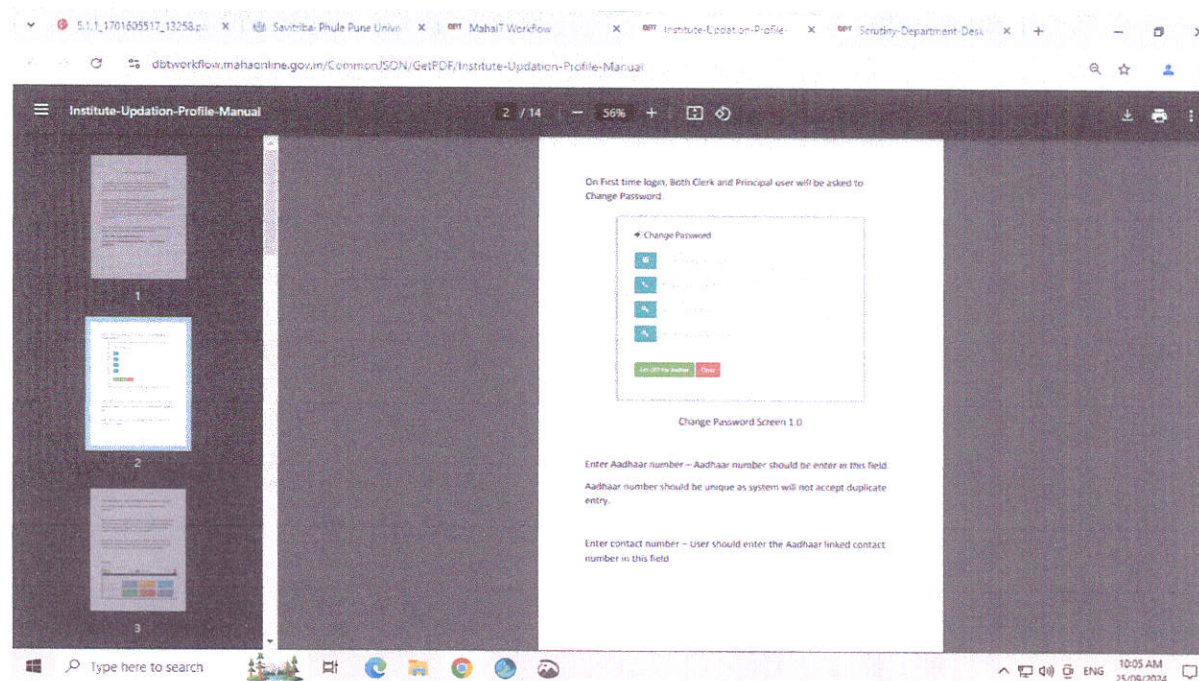 5.1.1_1701605517_13258.p
Savitribai Phule Pune Unive
MahaIT Workflow
Institute-Updation-Profile-
Scrutiny-Department-Desk
dbtworkflow.mahaonline.gov.in/CommonJSON/GetPDF/Institute-Updation-Profile-Manual
Institute-Updation-Profile-Manual
2 / 14
56%
1
2
3
On First time login, Both Clerk and Principal user will be asked to
Change Password
Change Password
Close
Change Password Screen 1.0
Enter Aadhaar number – Aadhaar number should be enter in this field
Aadhaar number should be unique as system will not accept duplicate
entry.
Enter contact number – User should enter the Aadhaar linked contact
number in this field
Type here to search
ENG
10:05 AM
25/09/2024